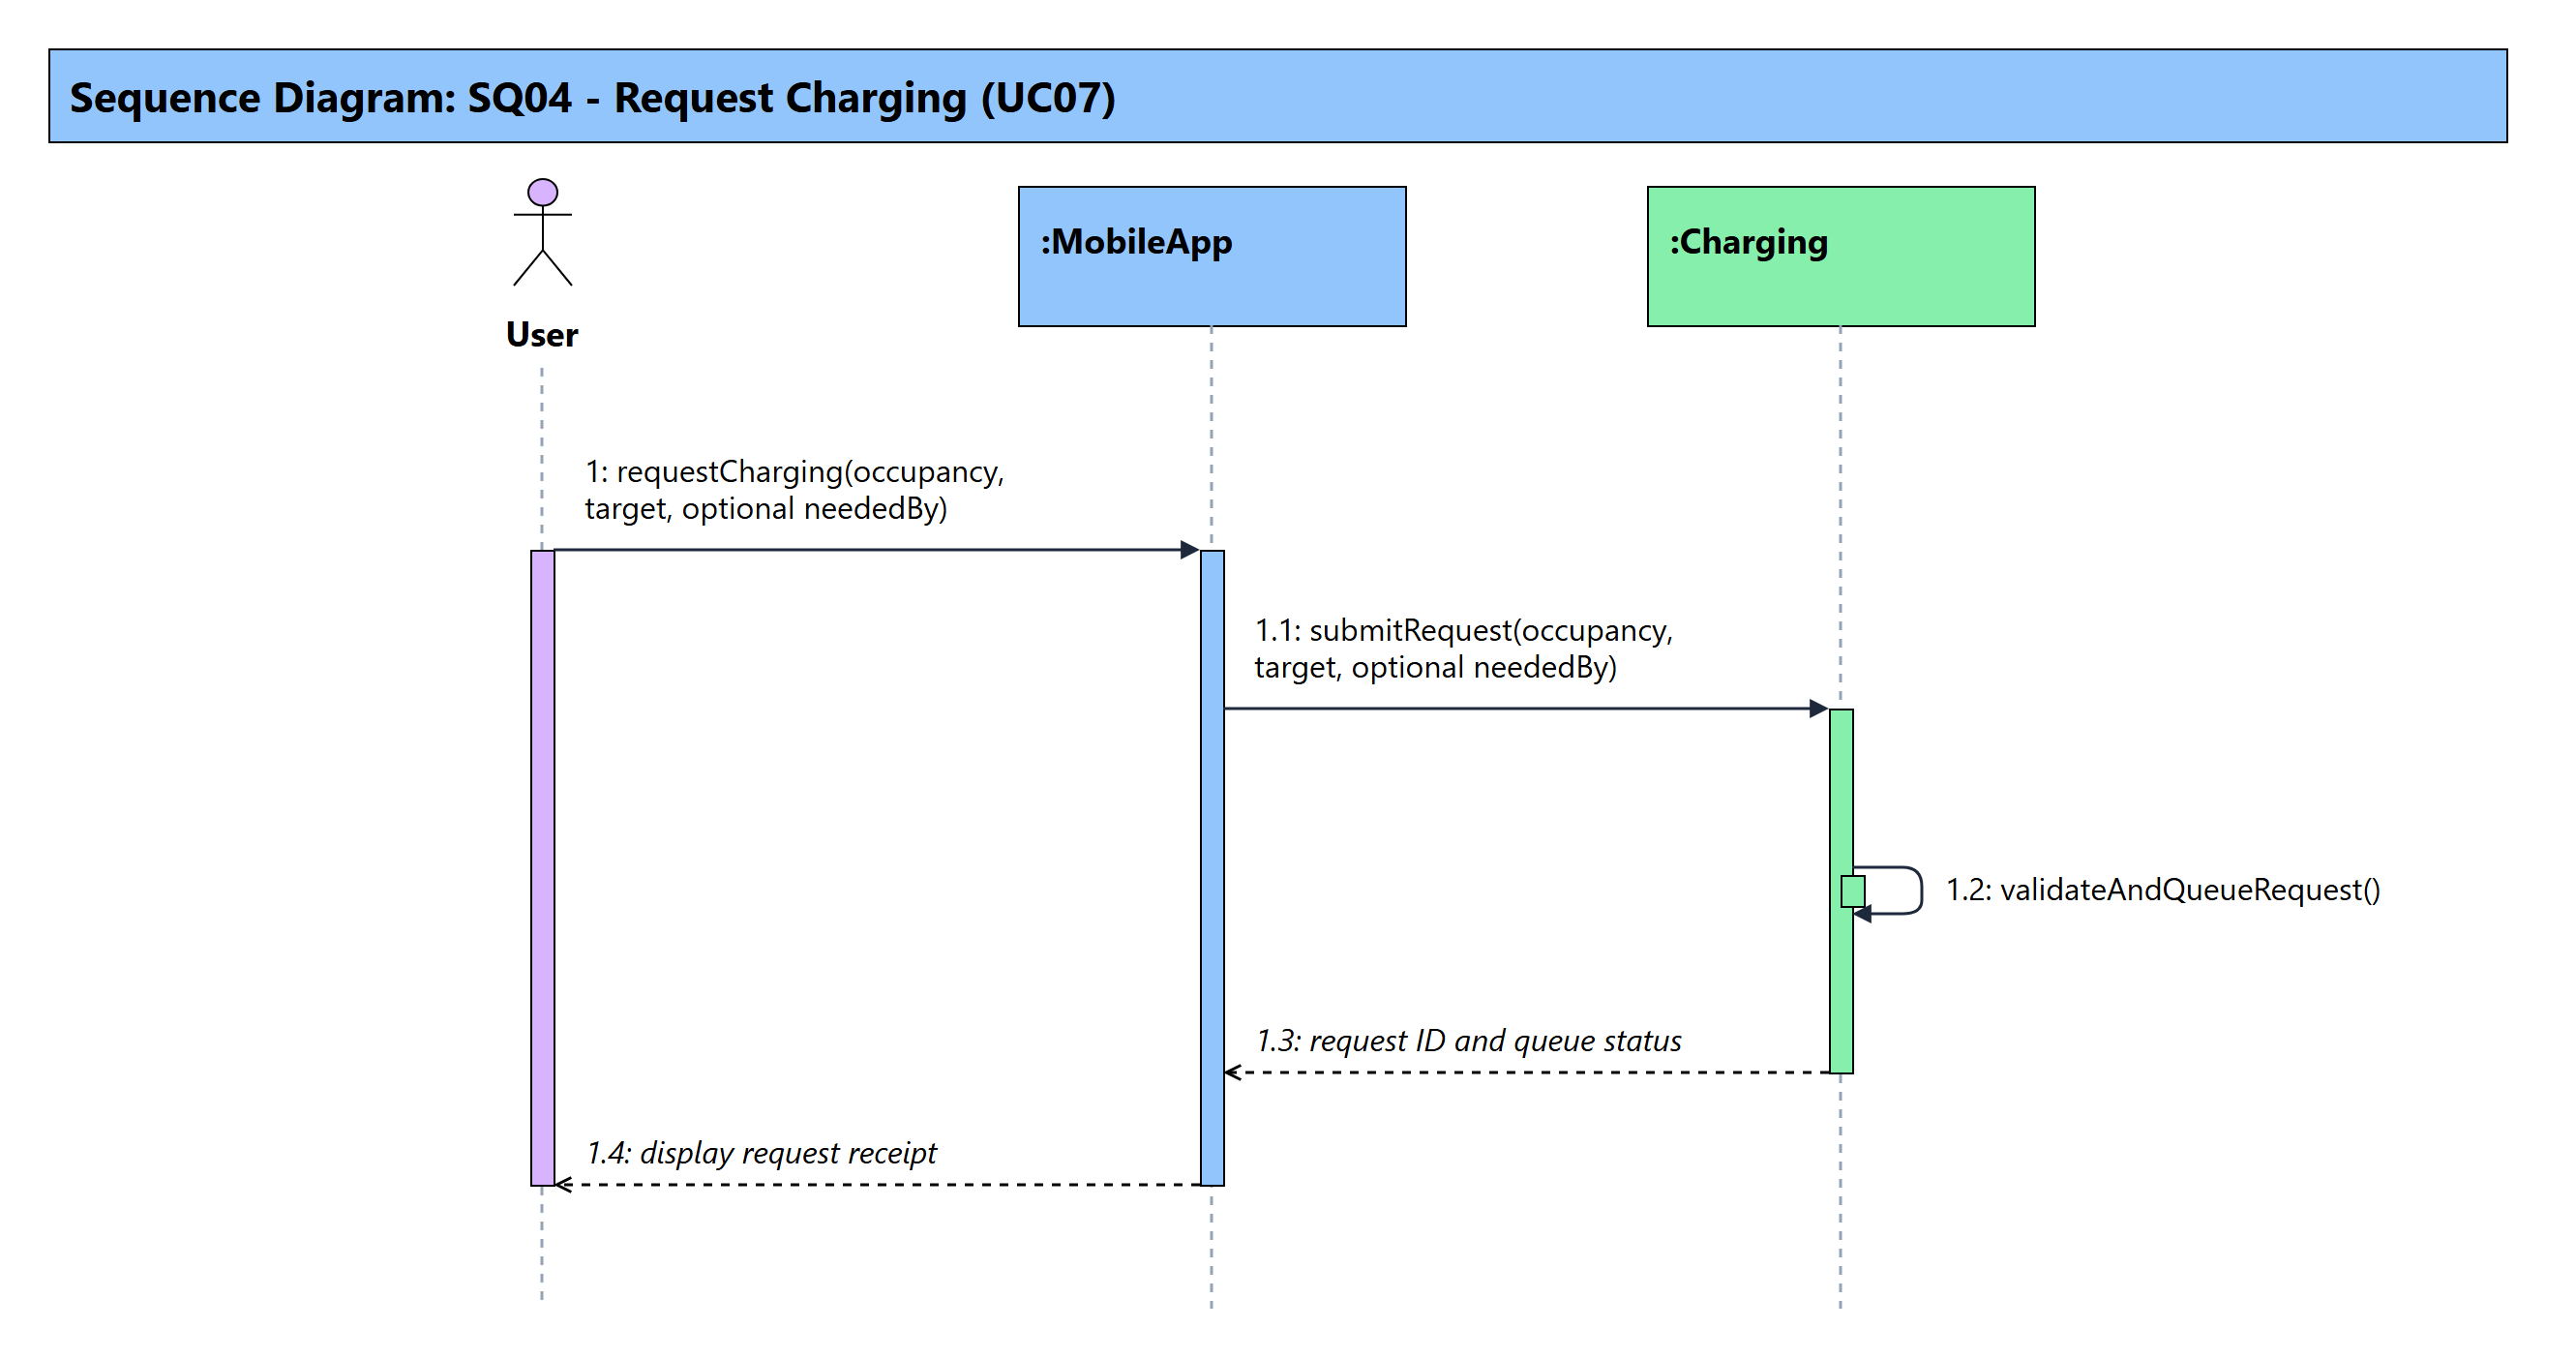 Sequence Diagram: SQ04 - Request Charging (UC07)
User
:MobileApp
:Charging
1: requestCharging(occupancy,
target, optional neededBy)
1.1: submitRequest(occupancy,
target, optional neededBy)
1.2: validateAndQueueRequest()
1.3: request ID and queue status
1.4: display request receipt